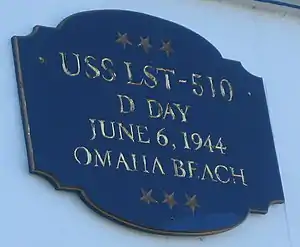 USS LST-510
D DAY
JUNE 6, 1944
OMAHA BEACH